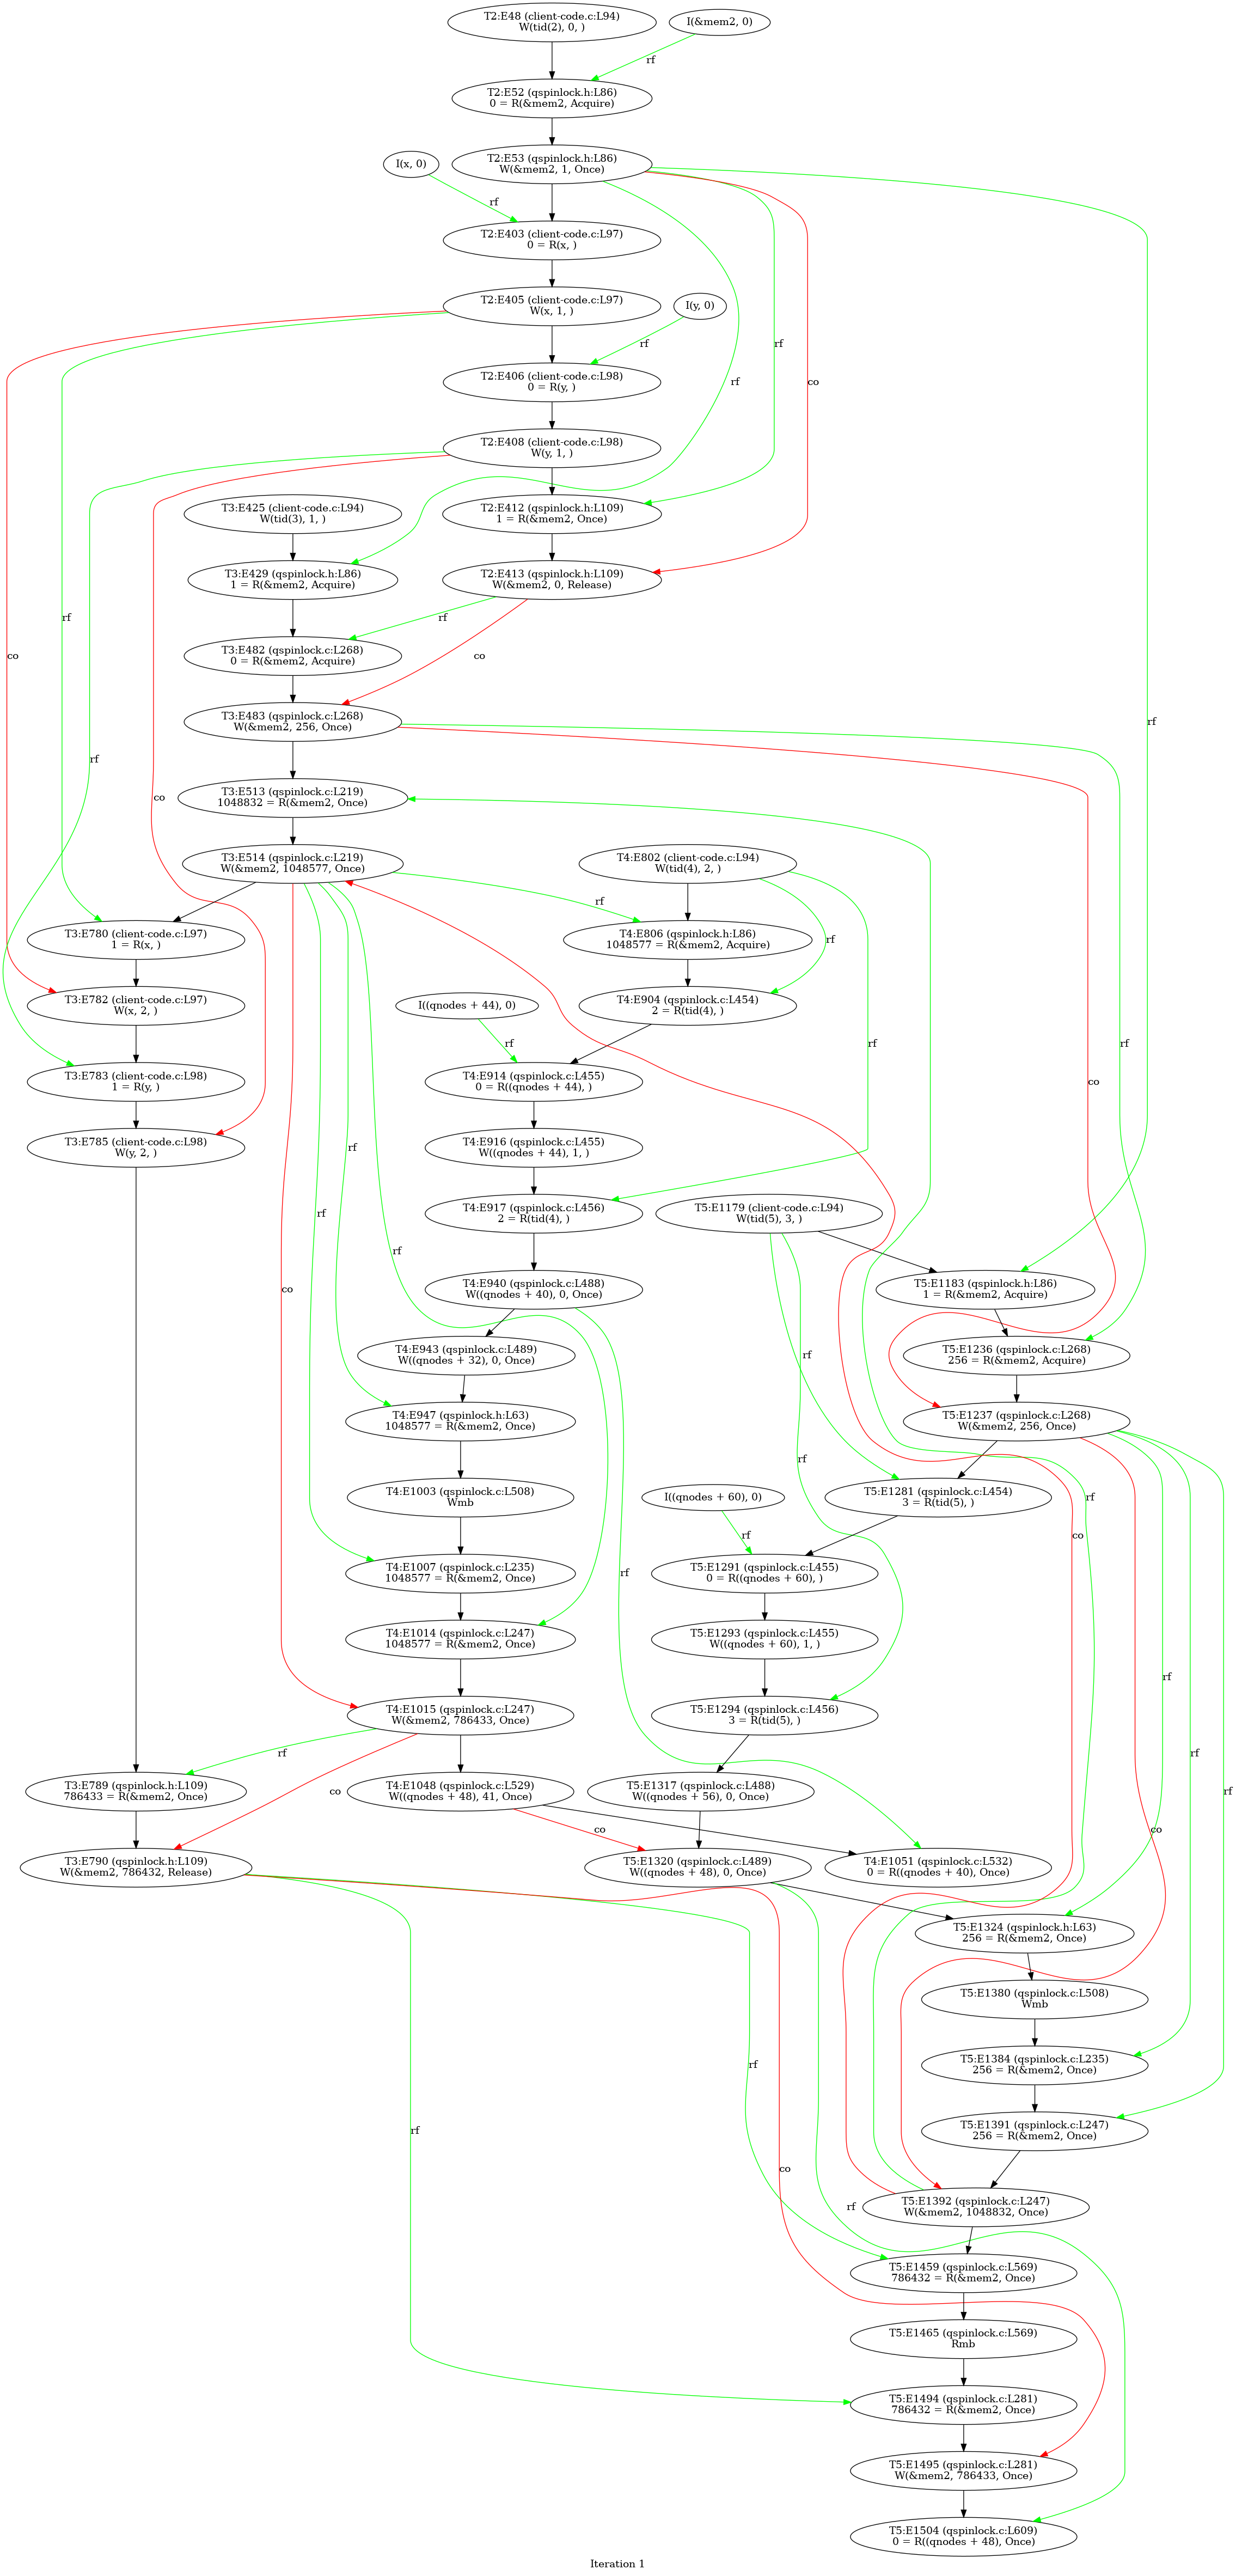 T2:E48 (client-code.c:L94)
W(tid(2), 0, )
I(&mem2, 0)
rf
T2:E52 (qspinlock.h:L86)
0 = R(&mem2, Acquire)
T2:E53 (qspinlock.h:L86)
W(&mem2, 1, Once)
I(x, 0)
rf
T2:E403 (client-code.c:L97)
0 = R(x, )
T2:E405 (client-code.c:L97)
W(x, 1, )
I(y, 0)
rf
rf
T2:E406 (client-code.c:L98)
0 = R(y, )
rf
co
T2:E408 (client-code.c:L98)
W(y, 1, )
T3:E425 (client-code.c:L94)
W(tid(3), 1, )
T2:E412 (qspinlock.h:L109)
1 = R(&mem2, Once)
T3:E429 (qspinlock.h:L86)
1 = R(&mem2, Acquire)
T2:E413 (qspinlock.h:L109)
W(&mem2, 0, Release)
rf
rf
co
T3:E482 (qspinlock.c:L268)
0 = R(&mem2, Acquire)
co
T3:E483 (qspinlock.c:L268)
W(&mem2, 256, Once)
rf
rf
co
T3:E513 (qspinlock.c:L219)
1048832 = R(&mem2, Once)
T3:E514 (qspinlock.c:L219)
W(&mem2, 1048577, Once)
T4:E802 (client-code.c:L94)
W(tid(4), 2, )
rf
T3:E780 (client-code.c:L97)
1 = R(x, )
T4:E806 (qspinlock.h:L86)
1048577 = R(&mem2, Acquire)
rf
T3:E782 (client-code.c:L97)
W(x, 2, )
I((qnodes + 44), 0)
T4:E904 (qspinlock.c:L454)
2 = R(tid(4), )
rf
rf
rf
T3:E783 (client-code.c:L98)
1 = R(y, )
T4:E914 (qspinlock.c:L455)
0 = R((qnodes + 44), )
co
T3:E785 (client-code.c:L98)
W(y, 2, )
rf
T4:E916 (qspinlock.c:L455)
W((qnodes + 44), 1, )
rf
T4:E917 (qspinlock.c:L456)
2 = R(tid(4), )
T5:E1179 (client-code.c:L94)
W(tid(5), 3, )
rf
co
T4:E940 (qspinlock.c:L488)
W((qnodes + 40), 0, Once)
T5:E1183 (qspinlock.h:L86)
1 = R(&mem2, Acquire)
T4:E943 (qspinlock.c:L489)
W((qnodes + 32), 0, Once)
rf
T5:E1236 (qspinlock.c:L268)
256 = R(&mem2, Acquire)
T4:E947 (qspinlock.h:L63)
1048577 = R(&mem2, Once)
T5:E1237 (qspinlock.c:L268)
W(&mem2, 256, Once)
rf
T4:E1003 (qspinlock.c:L508)
Wmb
I((qnodes + 60), 0)
T5:E1281 (qspinlock.c:L454)
3 = R(tid(5), )
rf
rf
co
T4:E1007 (qspinlock.c:L235)
1048577 = R(&mem2, Once)
rf
T5:E1291 (qspinlock.c:L455)
0 = R((qnodes + 60), )
T4:E1014 (qspinlock.c:L247)
1048577 = R(&mem2, Once)
T5:E1293 (qspinlock.c:L455)
W((qnodes + 60), 1, )
rf
T4:E1015 (qspinlock.c:L247)
W(&mem2, 786433, Once)
T5:E1294 (qspinlock.c:L456)
3 = R(tid(5), )
rf
rf
T3:E789 (qspinlock.h:L109)
786433 = R(&mem2, Once)
co
T4:E1048 (qspinlock.c:L529)
W((qnodes + 48), 41, Once)
T5:E1317 (qspinlock.c:L488)
W((qnodes + 56), 0, Once)
rf
co
co
T3:E790 (qspinlock.h:L109)
W(&mem2, 786432, Release)
T5:E1320 (qspinlock.c:L489)
W((qnodes + 48), 0, Once)
T4:E1051 (qspinlock.c:L532)
0 = R((qnodes + 40), Once)
T5:E1324 (qspinlock.h:L63)
256 = R(&mem2, Once)
T5:E1380 (qspinlock.c:L508)
Wmb
rf
T5:E1384 (qspinlock.c:L235)
256 = R(&mem2, Once)
rf
T5:E1391 (qspinlock.c:L247)
256 = R(&mem2, Once)
co
rf
T5:E1392 (qspinlock.c:L247)
W(&mem2, 1048832, Once)
T5:E1459 (qspinlock.c:L569)
786432 = R(&mem2, Once)
T5:E1465 (qspinlock.c:L569)
Rmb
T5:E1494 (qspinlock.c:L281)
786432 = R(&mem2, Once)
T5:E1495 (qspinlock.c:L281)
W(&mem2, 786433, Once)
T5:E1504 (qspinlock.c:L609)
0 = R((qnodes + 48), Once)
Iteration 1